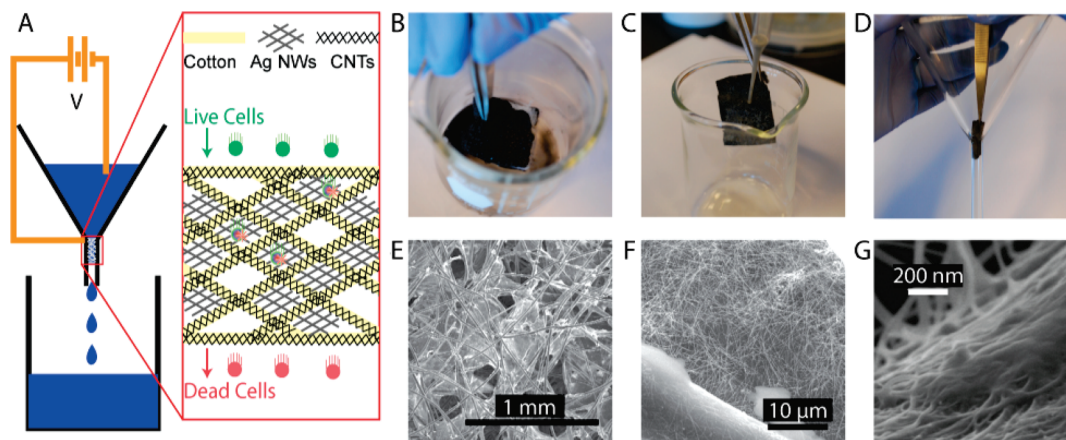 A
V
Cotton Ag NWs CNTs
Live Cells
Dead Cells
B
C
D
E
1 mm
F
10 µm
G
200 nm